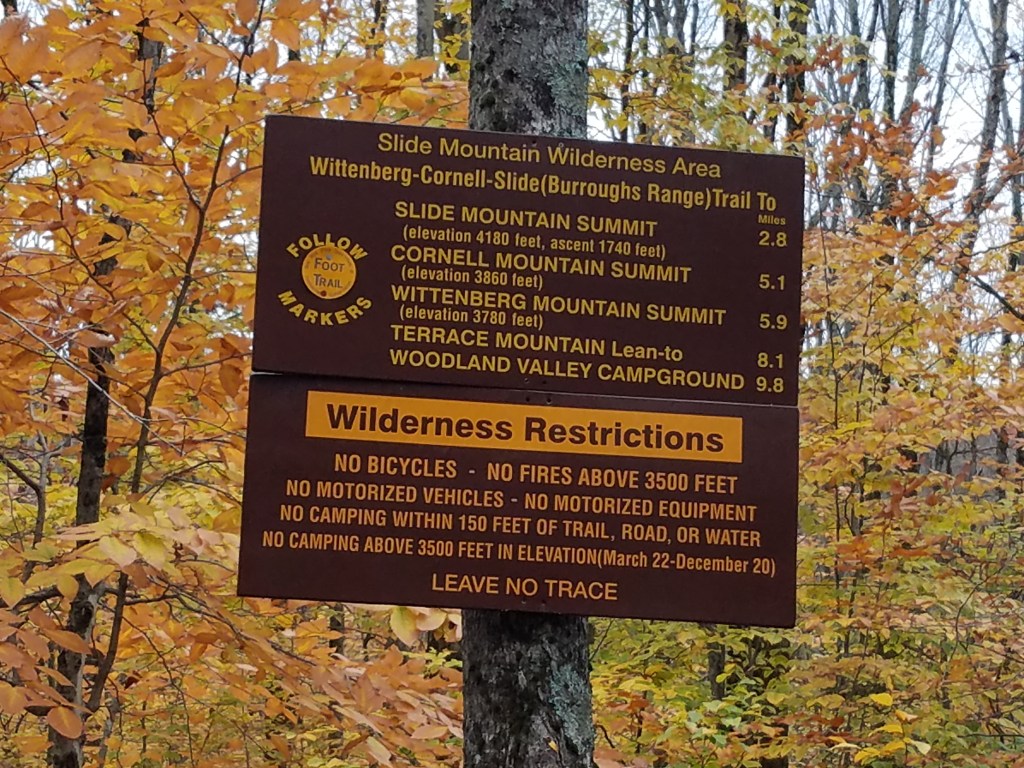 Slide Mountain Wilderness Area
Wittenberg-Cornell-Slide(Burroughs Range)Trail To
Miles
SLIDE MOUNTAIN SUMMIT 2.8
(elevation 4180 feet, ascent 1740 feet)
CORNELL MOUNTAIN SUMMIT 5.1
(elevation 3860 feet)
WITTENBERG MOUNTAIN SUMMIT 5.9
(elevation 3780 feet)
TERRACE MOUNTAIN Lean-to 8.1
WOODLAND VALLEY CAMPGROUND 9.8
FOLLOW
FOOT
TRAIL
MARKERS
Wilderness Restrictions
NO BICYCLES - NO FIRES ABOVE 3500 FEET
NO MOTORIZED VEHICLES - NO MOTORIZED EQUIPMENT
NO CAMPING WITHIN 150 FEET OF TRAIL, ROAD, OR WATER
NO CAMPING ABOVE 3500 FEET IN ELEVATION(March 22-December 20)
LEAVE NO TRACE